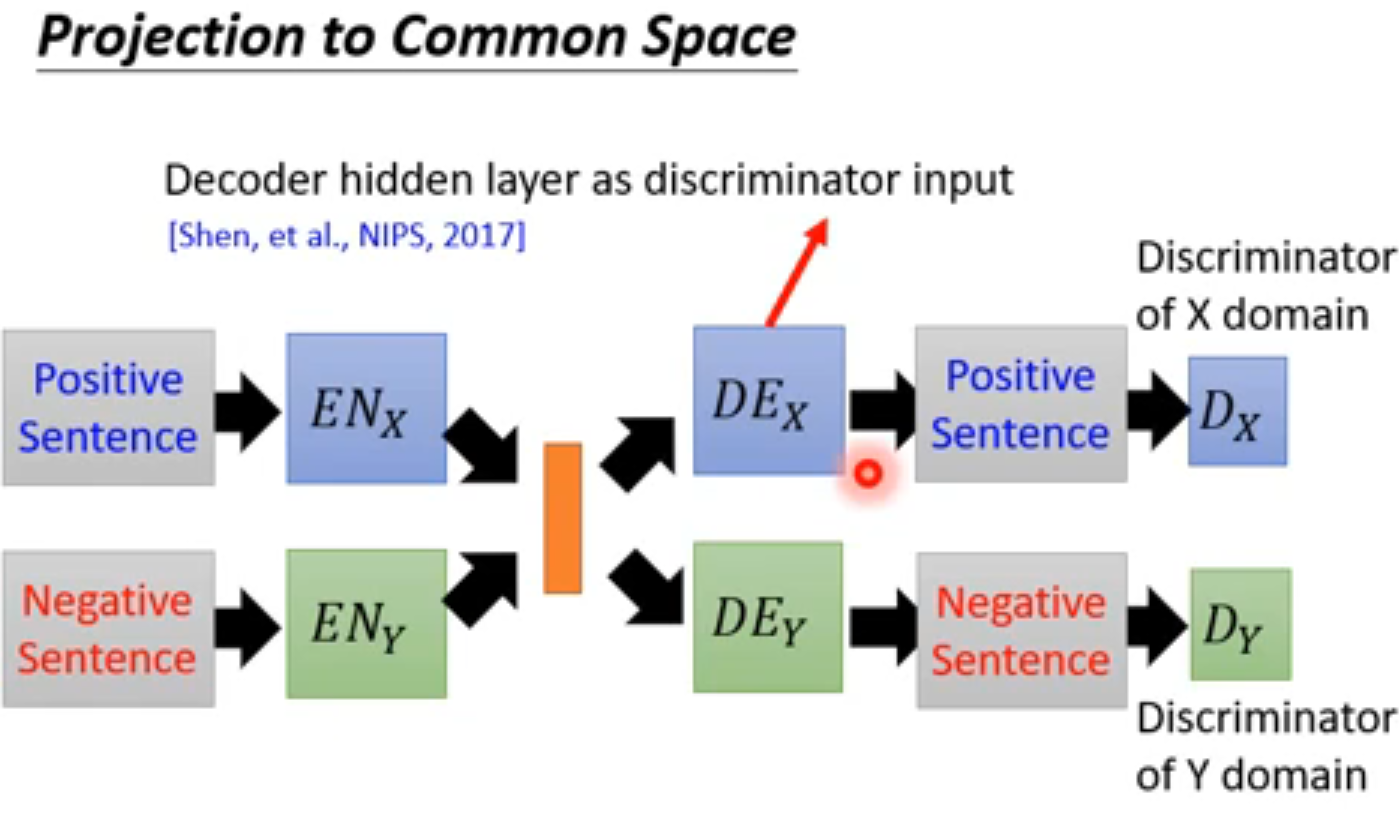 Projection to Common Space
Decoder hidden layer as discriminator input
[Shen, et al., NIPS, 2017]
Discriminator
of X domain
Positive
Sentence
EN_X
DE_X
Positive
Sentence
D_X
Negative
Sentence
EN_Y
DE_Y
Negative
Sentence
D_Y
Discriminator
of Y domain